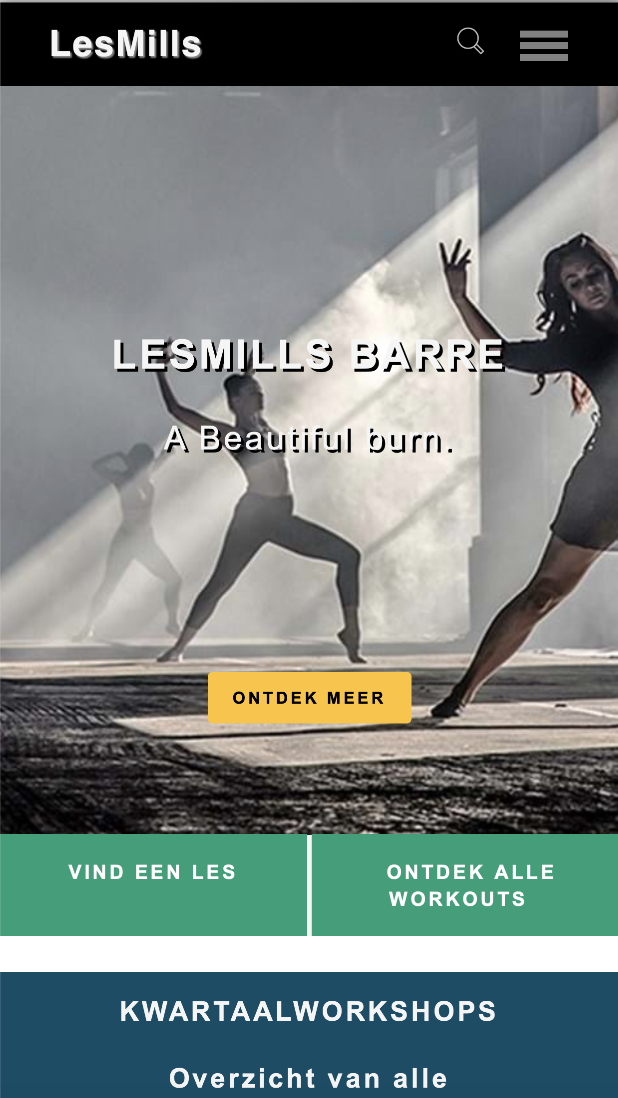 LesMills
LESMILLS BARRE
A Beautiful burn.
ONTDEK MEER
VIND EEN LES
ONTDEK ALLE
WORKOUTS
KWARTAALWORKSHOPS
Overzicht van alle